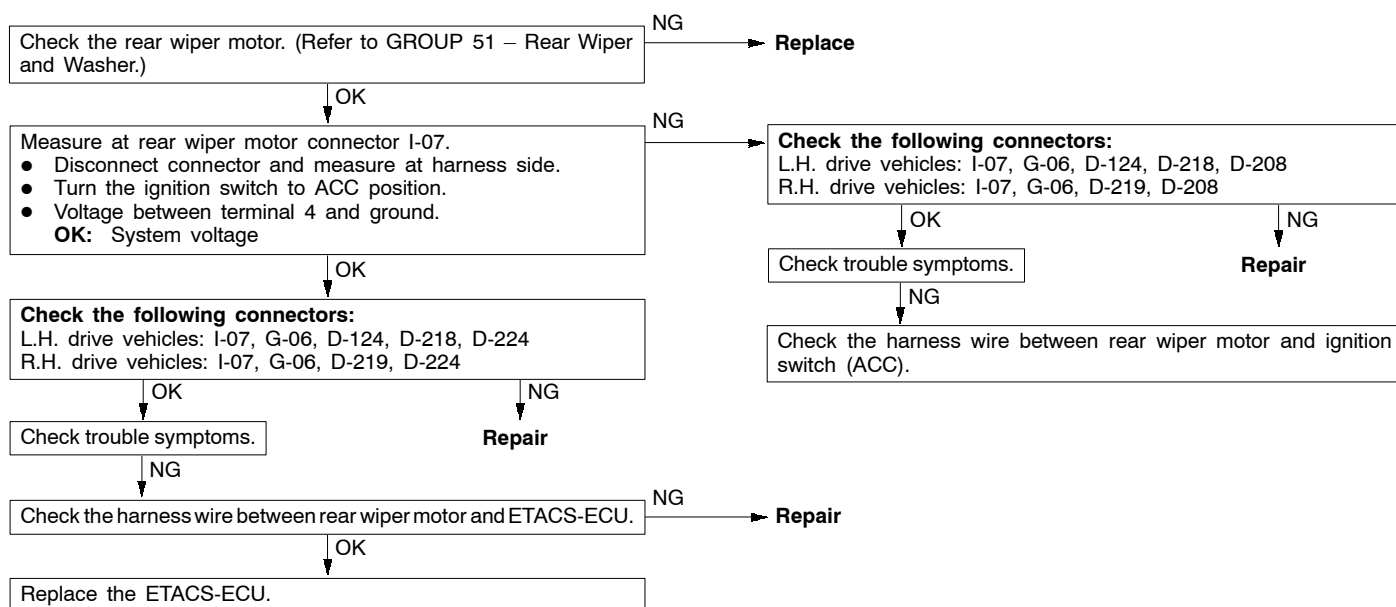 Check the rear wiper motor. (Refer to GROUP 51 – Rear Wiper
and Washer.)
NG
Replace
OK
Measure at rear wiper motor connector I-07.
● Disconnect connector and measure at harness side.
● Turn the ignition switch to ACC position.
● Voltage between terminal 4 and ground.
OK: System voltage
NG
Check the following connectors:
L.H. drive vehicles: I-07, G-06, D-124, D-218, D-208
R.H. drive vehicles: I-07, G-06, D-219, D-208
OK
NG
Check trouble symptoms.
Repair
NG
Check the harness wire between rear wiper motor and ignition
switch (ACC).
OK
Check the following connectors:
L.H. drive vehicles: I-07, G-06, D-124, D-218, D-224
R.H. drive vehicles: I-07, G-06, D-219, D-224
OK
NG
Check trouble symptoms.
Repair
NG
Check the harness wire between rear wiper motor and ETACS-ECU.
NG
Repair
OK
Replace the ETACS-ECU.